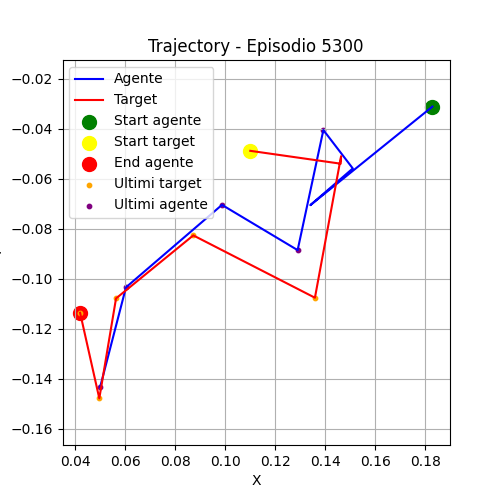 Trajectory - Episodio 5300
Agente
Target
Start agente
Start target
End agente
Ultimi target
Ultimi agente
−0.02
−0.04
−0.06
−0.08
−0.10
−0.12
−0.14
−0.16
0.04 0.06 0.08 0.10 0.12 0.14 0.16 0.18
X